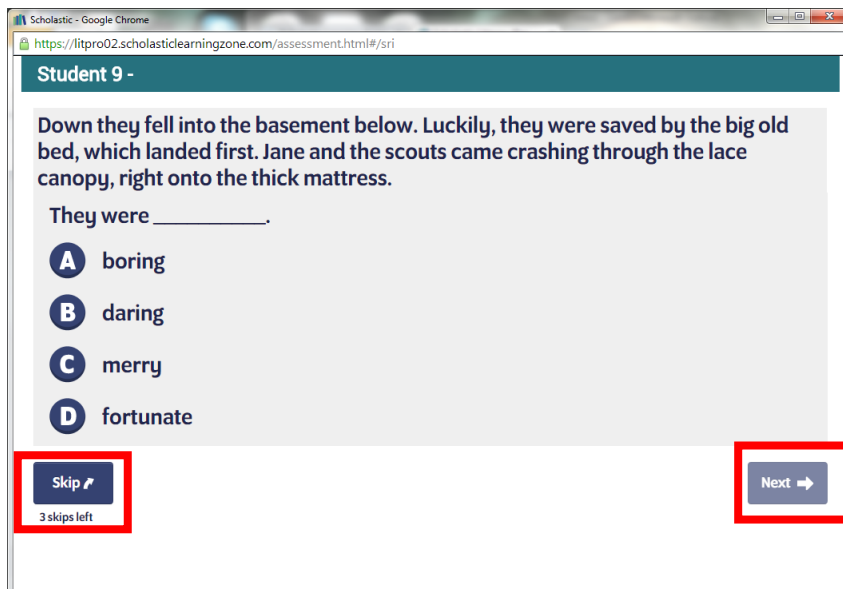 Scholastic - Google Chrome
https://litpro02.scholasticlearningzone.com/assessment.html#/sri
Student 9 -
Down they fell into the basement below. Luckily, they were saved by the big old
bed, which landed first. Jane and the scouts came crashing through the lace
canopy, right onto the thick mattress.
They were __________.
A boring
B daring
C merry
D fortunate
Skip
Next
3 skips left